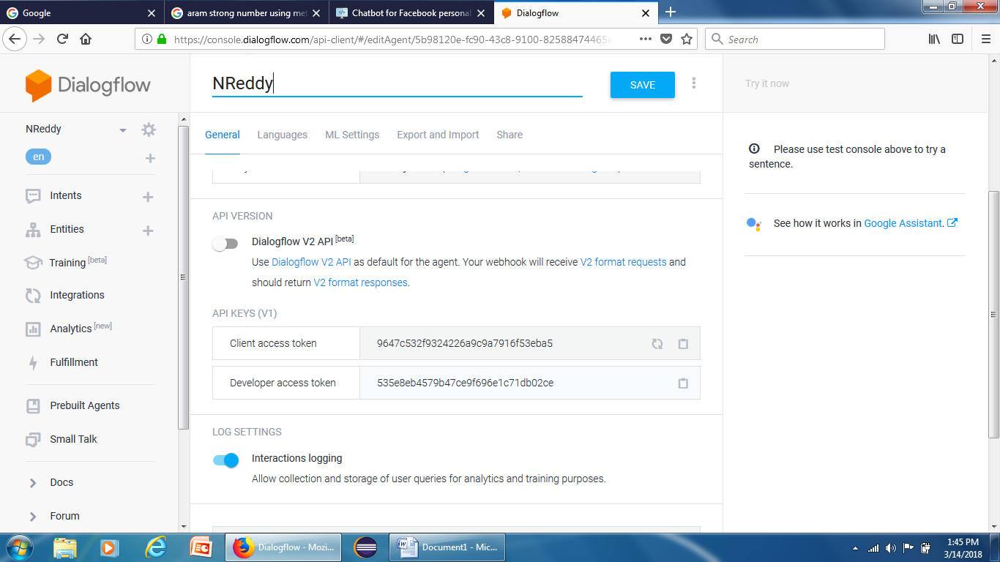 Google
aram strong number using met
Chatbot for Facebook personal
Dialogflow
https://console.dialogflow.com/api-client/#/editAgent/5b98120e-fc90-43c8-9100-82588474465e
Search
Dialogflow
NReddy
SAVE
Try it now
NReddy
en
General
Languages
ML Settings
Export and Import
Share
Please use test console above to try a
sentence.
See how it works in Google Assistant.
Intents
Entities
Training [beta]
Integrations
Analytics [new]
Fulfillment
Prebuilt Agents
Small Talk
Docs
Forum
API VERSION
Dialogflow V2 API [beta]
Use Dialogflow V2 API as default for the agent. Your webhook will receive V2 format requests and
should return V2 format responses.
API KEYS (V1)
Client access token
9647c532f9324226a9c9a7916f53eba5
Developer access token
535e8eb4579b47ce9f696e1c71db02ce
LOG SETTINGS
Interactions logging
Allow collection and storage of user queries for analytics and training purposes.
Dialogflow - Mozi...
Document1 - Mic...
1:45 PM
3/14/2018